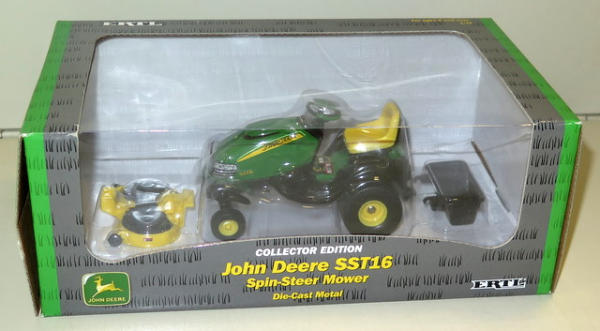 ERTL
COLLECTOR EDITION
John Deere SST16
Spin-Steer Mower
Die-Cast Metal
JOHN DEERE
ERTL